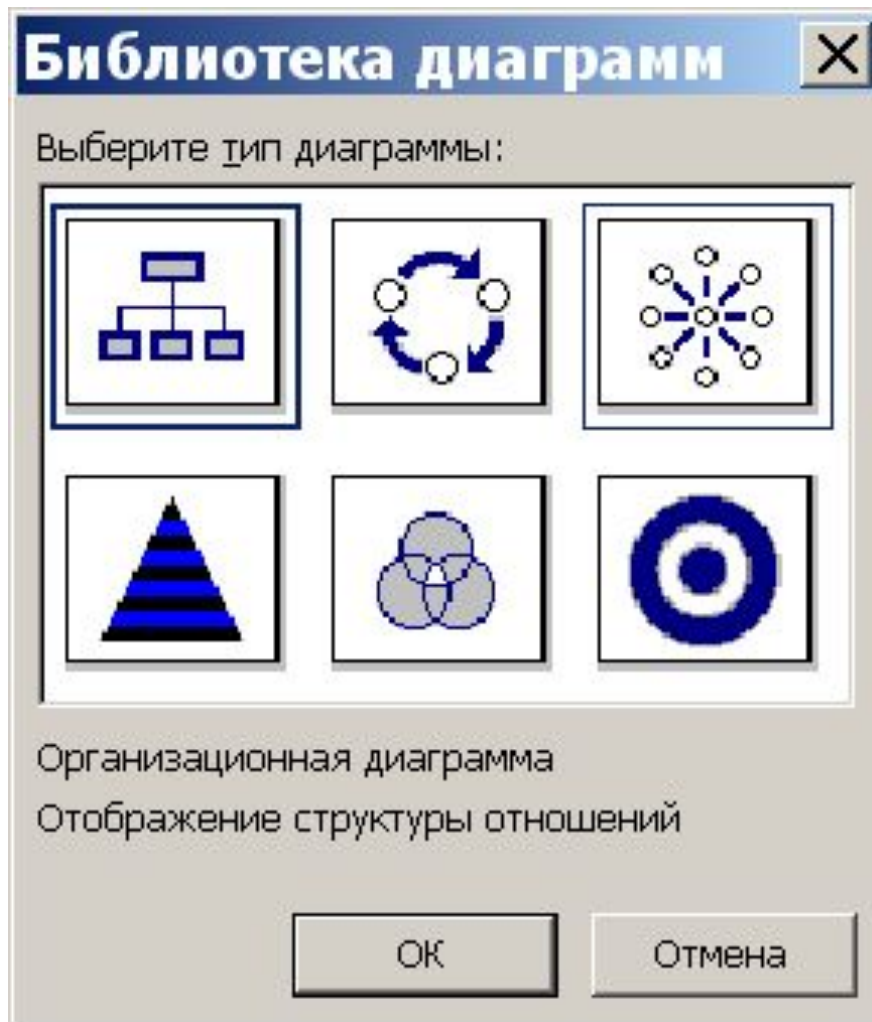 Библиотека диаграмм
Выберите тип диаграммы:
Организационная диаграмма
Отображение структуры отношений
ОК
Отмена